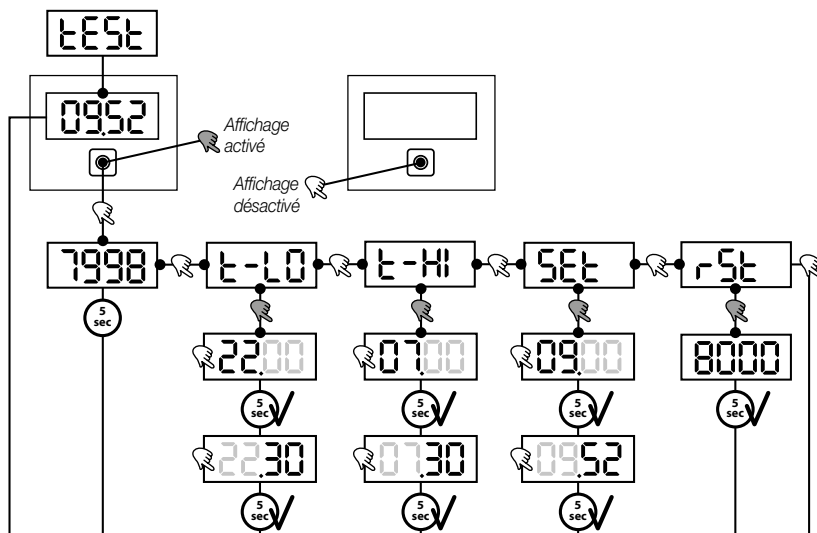 tESt
09.52
Affichage
activé
Affichage
désactivé
7998
t-LO
t-HI
SEt
rSt
5
sec
22.00
07.00
09.00
8000
5
sec
5
sec
5
sec
5
sec
22.30
07.30
09.52
5
sec
5
sec
5
sec